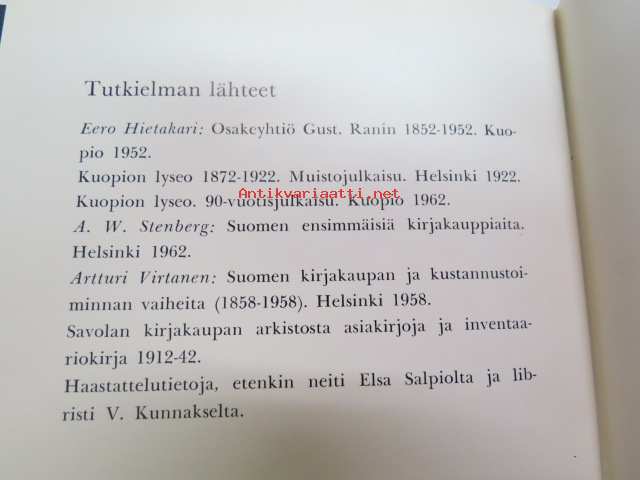 Tutkielman lähteet
Eero Hietakari: Osakeyhtiö Gust. Ranin 1852-1952. Kuo-
pio 1952.
Kuopion lyseo 1872-1922. Muistojulkaisu. Helsinki 1922.
Antikvariaatti.net
Kuopion lyseo. 90-vuotisjulkaisu. Kuopio 1962.
A. W. Stenberg: Suomen ensimmäisiä kirjakauppiaita.
Helsinki 1962.
Artturi Virtanen: Suomen kirjakaupan ja kustannustoi-
minnan vaiheita (1858-1958). Helsinki 1958.
Savolan kirjakaupan arkistosta asiakirjoja ja inventaa-
riokirja 1912-42.
Haastattelutietoja, etenkin neiti Elsa Salpiolta ja lib-
risti V. Kunnakselta.